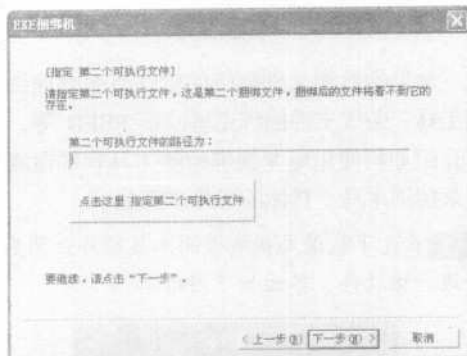 EXE捆绑机
[指定 第二个可执行文件]
请指定第二个可执行文件，这是第二个捆绑文件，捆绑后的文件将看不到它的
存在。
第二个可执行文件的路径为：
点击这里 指定第二个可执行文件
要继续，请点击“下一步”。
<上一步(B) 下一步(N)> 取消